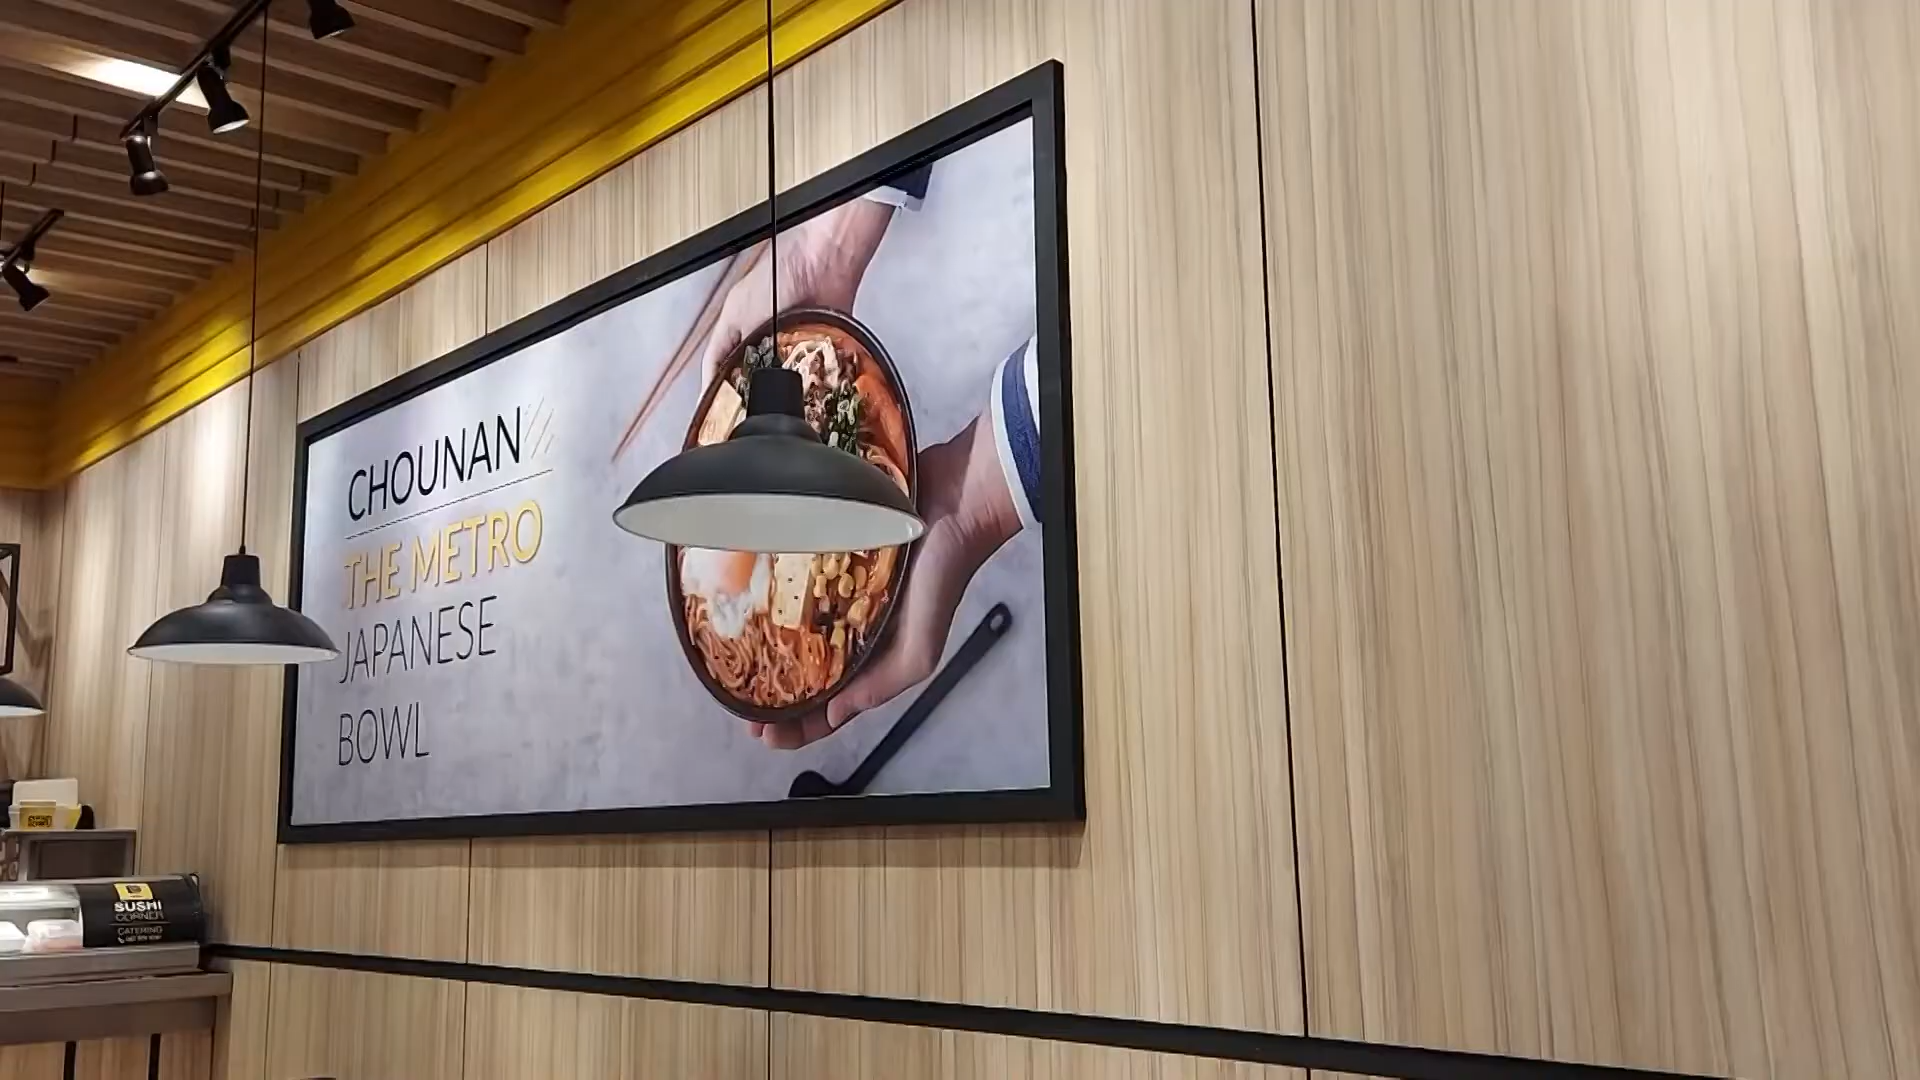 CHOUNAN
THE METRO
JAPANESE
BOWL
SUSHI
CORNER
CATERING